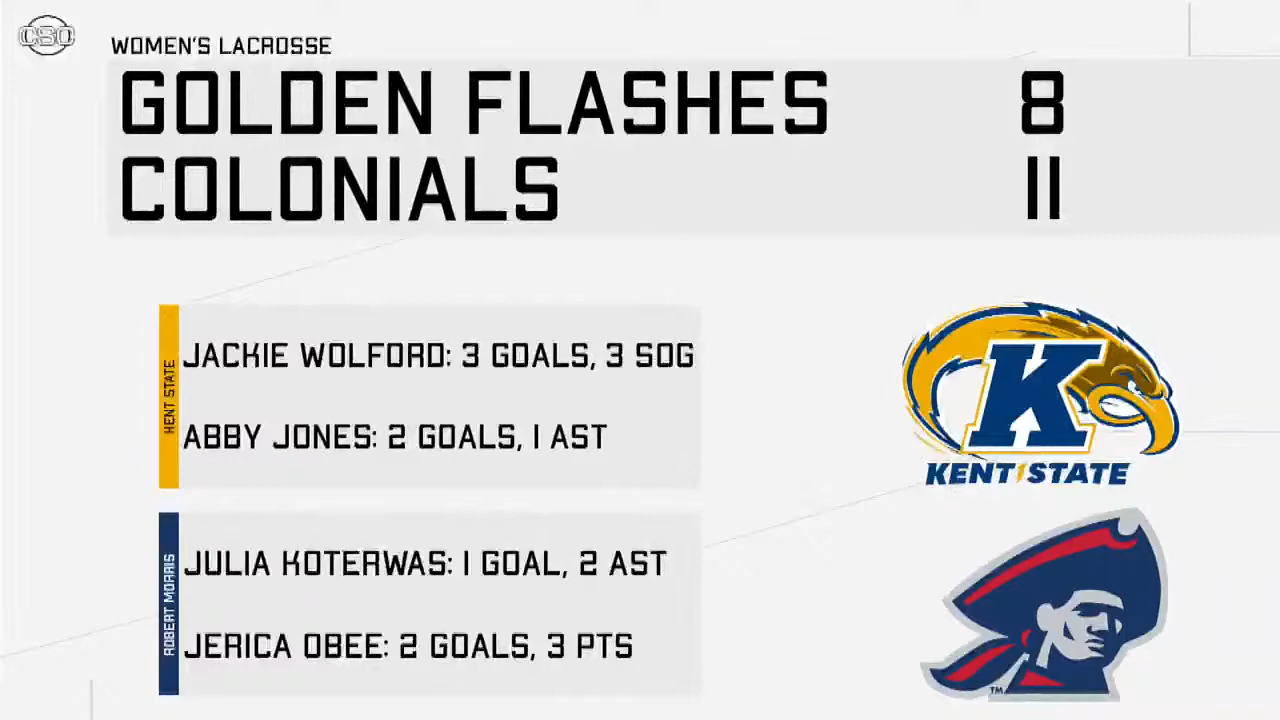 CSO
WOMEN'S LACROSSE
GOLDEN FLASHES 8
COLONIALS 11
KENT STATE
JACKIE WOLFORD: 3 GOALS, 3 SOG
ABBY JONES: 2 GOALS, 1 AST
K
KENT STATE
ROBERT MORRIS
JULIA KOTERWAS: 1 GOAL, 2 AST
JERICA OBEE: 2 GOALS, 3 PTS
TM